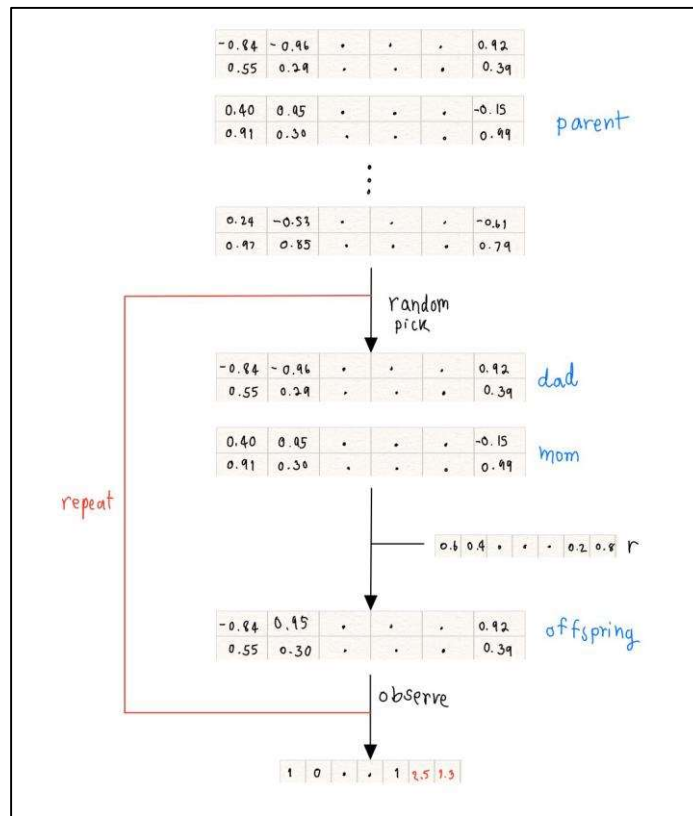 -0.84 -0.96 . . . 0.92
0.55 0.29 . . . 0.39
0.40 0.95 . . . -0.15
0.91 0.30 . . . 0.99
parent
0.24 -0.53 . . . -0.61
0.97 0.85 . . . 0.79
random
pick
-0.84 -0.96 . . . 0.92
0.55 0.29 . . . 0.39
dad
0.40 0.95 . . . -0.15
0.91 0.30 . . . 0.99
mom
repeat
0.6 0.4 . . . 0.2 0.8 r
-0.84 0.95 . . . 0.92
0.55 0.30 . . . 0.39
offspring
observe
1 0 . . 1 2.5 1.3